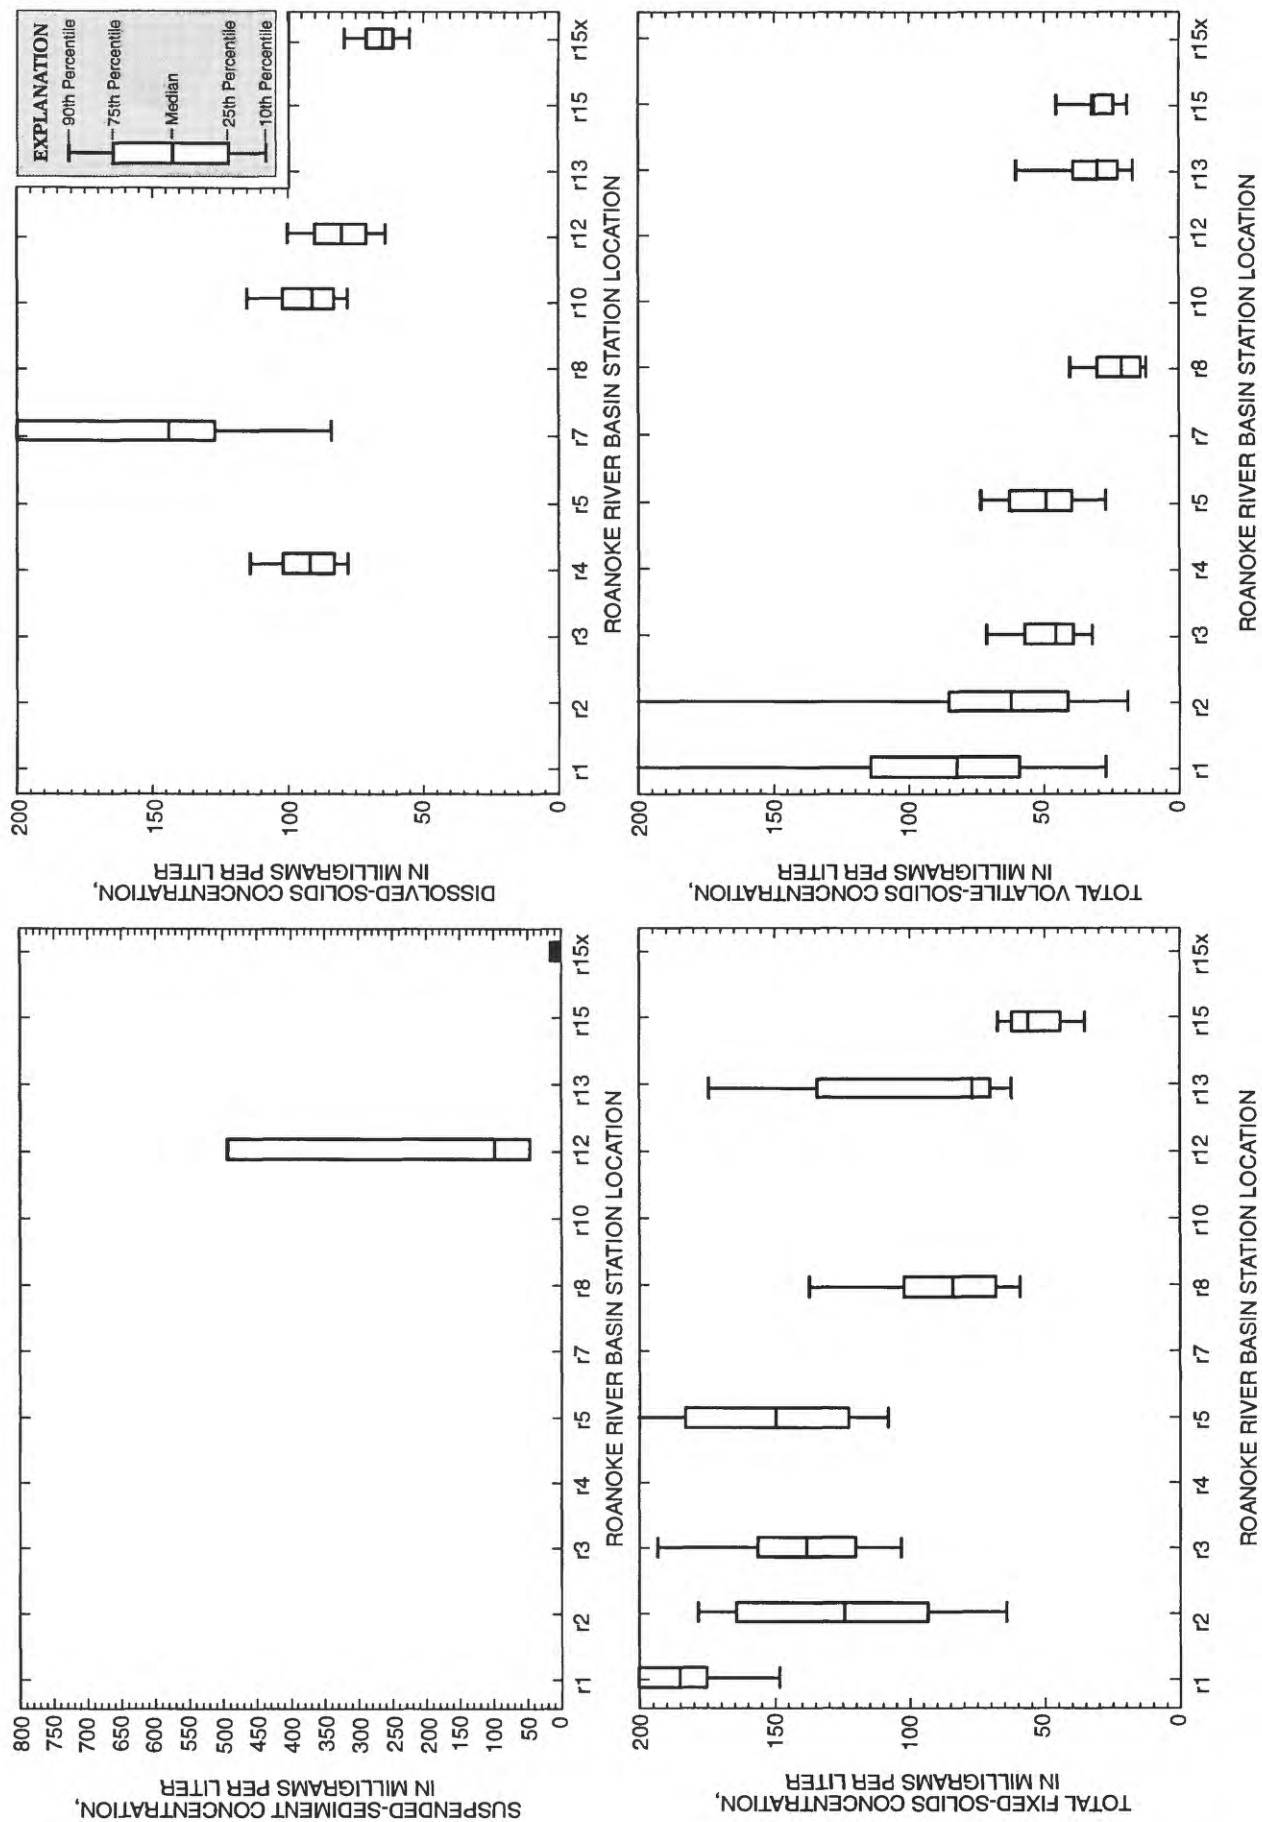 SUSPENDED-SEDIMENT CONCENTRATION,
IN MILLIGRAMS PER LITER
800
750
700
650
600
550
500
450
400
350
300
250
200
150
100
50
0
r1 r2 r3 r4 r5 r7 r8 r10 r12 r13 r15 r15x
ROANOKE RIVER BASIN STATION LOCATION
DISSOLVED-SOLIDS CONCENTRATION,
IN MILLIGRAMS PER LITER
200
150
100
50
0
r1 r2 r3 r4 r5 r7 r8 r10 r12 r13 r15 r15x
ROANOKE RIVER BASIN STATION LOCATION
EXPLANATION
90th Percentile
75th Percentile
Median
25th Percentile
10th Percentile
TOTAL FIXED-SOLIDS CONCENTRATION,
IN MILLIGRAMS PER LITER
200
150
100
50
0
r1 r2 r3 r4 r5 r7 r8 r10 r12 r13 r15 r15x
ROANOKE RIVER BASIN STATION LOCATION
TOTAL VOLATILE-SOLIDS CONCENTRATION,
IN MILLIGRAMS PER LITER
200
150
100
50
0
r1 r2 r3 r4 r5 r7 r8 r10 r12 r13 r15 r15x
ROANOKE RIVER BASIN STATION LOCATION